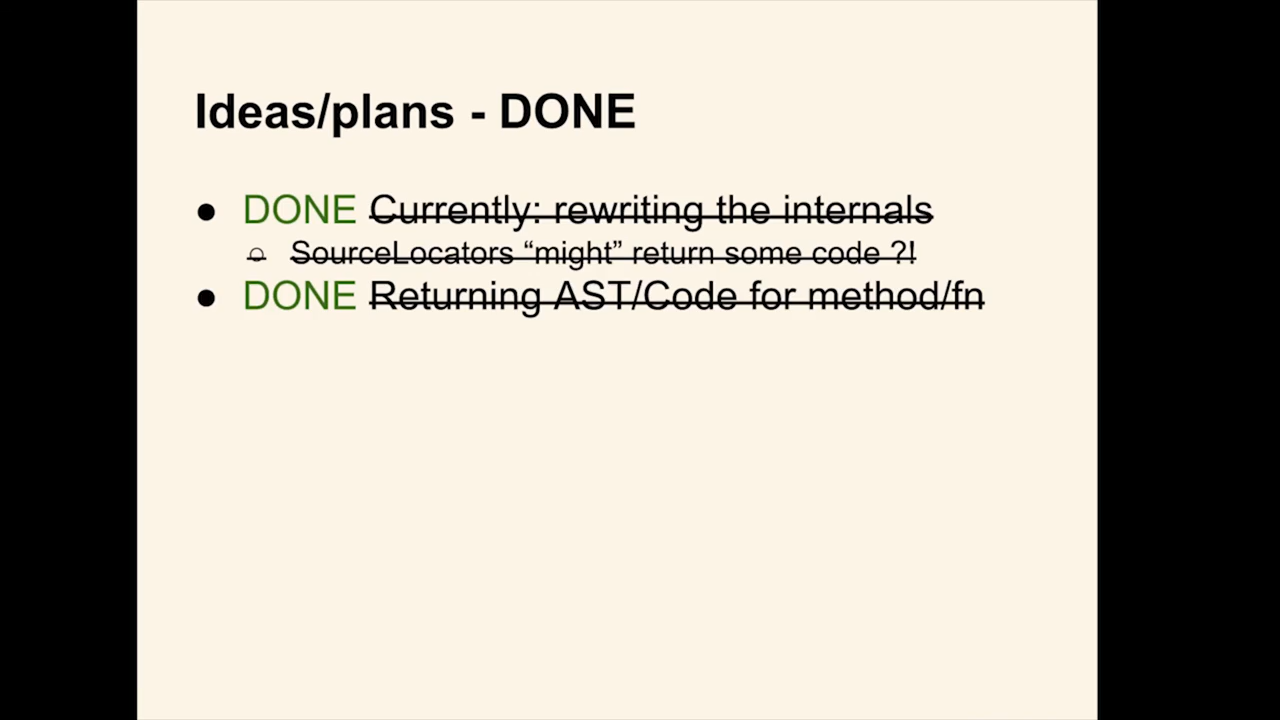 Ideas/plans - DONE
● DONE Currently: rewriting the internals
○ SourceLocators “might” return some code ?!
● DONE Returning AST/Code for method/fn